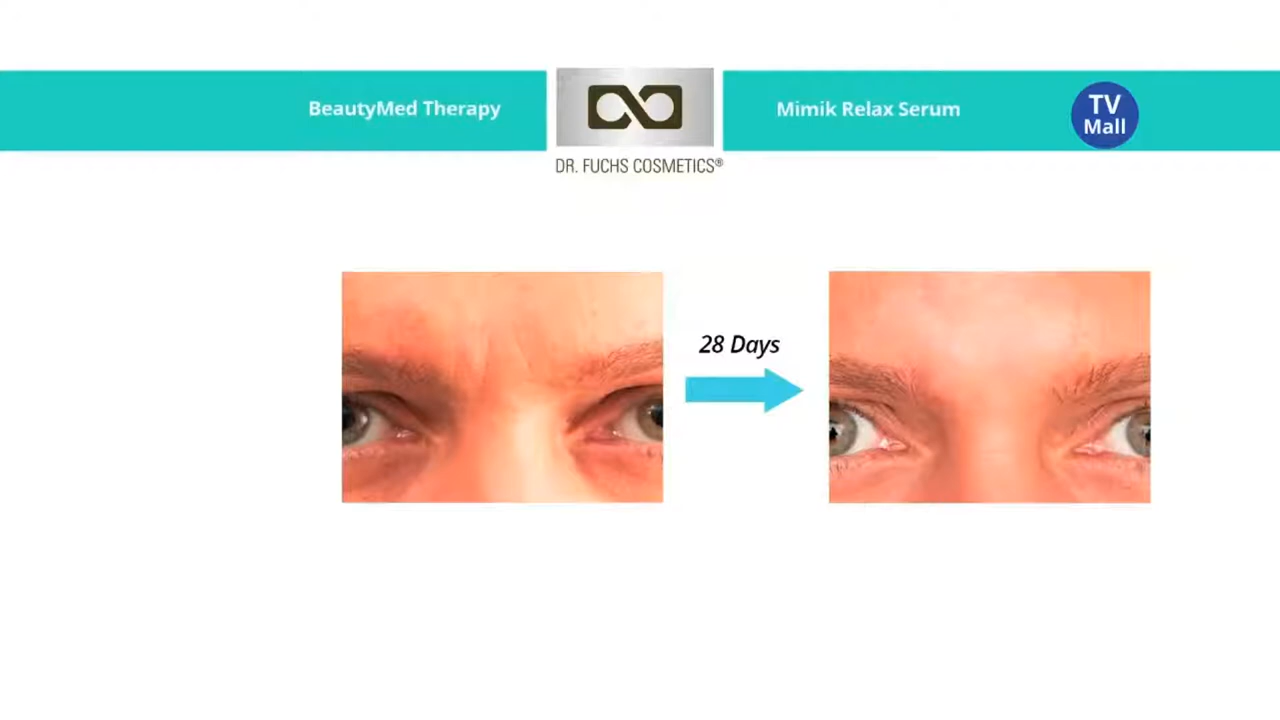 BeautyMed Therapy
DR. FUCHS COSMETICS®
Mimik Relax Serum
TV
Mall
28 Days